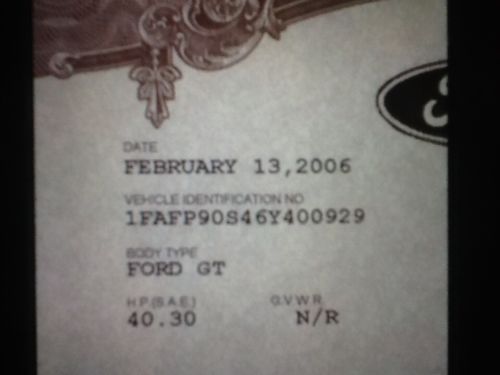 DATE
FEBRUARY 13,2006
VEHICLE IDENTIFICATION NO
1FAFP90S46Y400929
BODY TYPE
FORD GT
H.P.(S.A.E.) G.V.W.R.
40.30 N/R